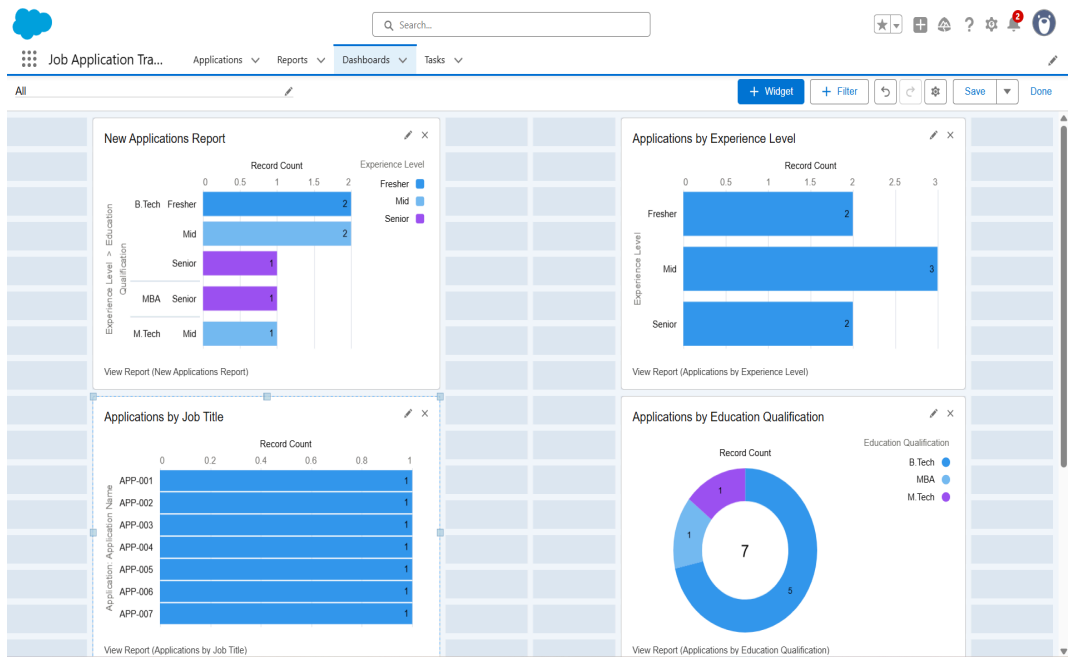 Search...
2
Job Application Tra...
Applications
Reports
Dashboards
Tasks
All
+ Widget
+ Filter
Save
Done
New Applications Report
Record Count
0 0.5 1 1.5 2
Experience Level
Fresher
Mid
Senior
Experience Level > Education
Qualification
B.Tech Fresher 2
Mid 2
Senior 1
MBA Senior 1
M.Tech Mid 1
View Report (New Applications Report)
Applications by Experience Level
Record Count
0 0.5 1 1.5 2 2.5 3
Experience Level
Fresher 2
Mid 3
Senior 2
View Report (Applications by Experience Level)
Applications by Job Title
Record Count
0 0.2 0.4 0.6 0.8 1
Application: Application Name
APP-001 1
APP-002 1
APP-003 1
APP-004 1
APP-005 1
APP-006 1
APP-007 1
View Report (Applications by Job Title)
Applications by Education Qualification
Record Count
Education Qualification
B.Tech
MBA
M.Tech
1
1
7
5
View Report (Applications by Education Qualification)